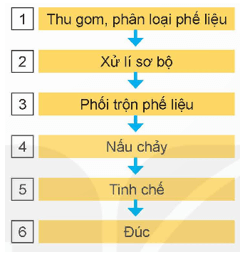 1 Thu gom, phân loại phế liệu
2 Xử lí sơ bộ
3 Phối trộn phế liệu
4 Nấu chảy
5 Tinh chế
6 Đúc